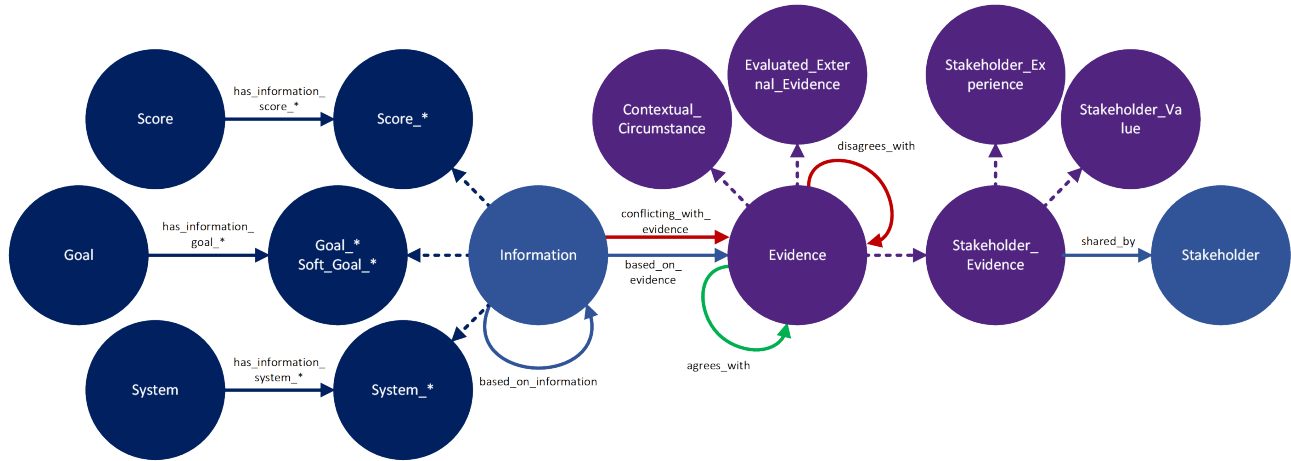 Score
has_information_
score_*
Score_*
Goal
has_information_
goal_*
Goal_*
Soft_Goal_*
System
has_information_
system_*
System_*
Information
based_on_information
conflicting_with_
evidence
based_on_
evidence
Contextual_
Circumstance
Evaluated_Exter
nal_Evidence
disagrees_with
Evidence
agrees_with
Stakeholder_Ex
perience
Stakeholder_Va
lue
Stakeholder_
Evidence
shared_by
Stakeholder